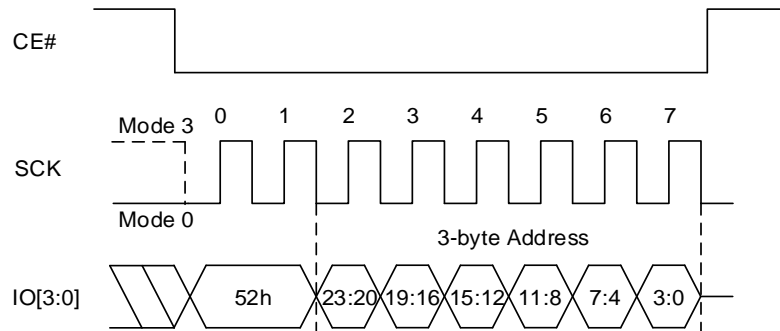 CE#
0 1 2 3 4 5 6 7
Mode 3
SCK
Mode 0
3-byte Address
IO[3:0] 52h 23:20 19:16 15:12 11:8 7:4 3:0